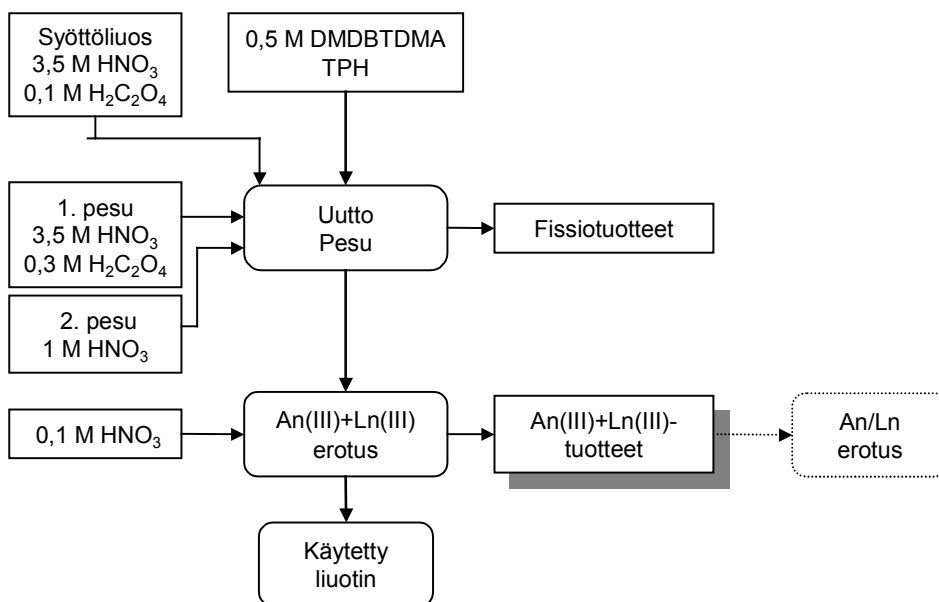 Syöttöliuos
3,5 M HNO₃
0,1 M H₂C₂O₄
0,5 M DMDBTDMA
TPH
1. pesu
3,5 M HNO₃
0,3 M H₂C₂O₄
Uutto
Pesu
Fissiotuotteet
2. pesu
1 M HNO₃
0,1 M HNO₃
An(III)+Ln(III)
erotus
An(III)+Ln(III)-
tuotteet
An/Ln
erotus
Käytetty
liuotin